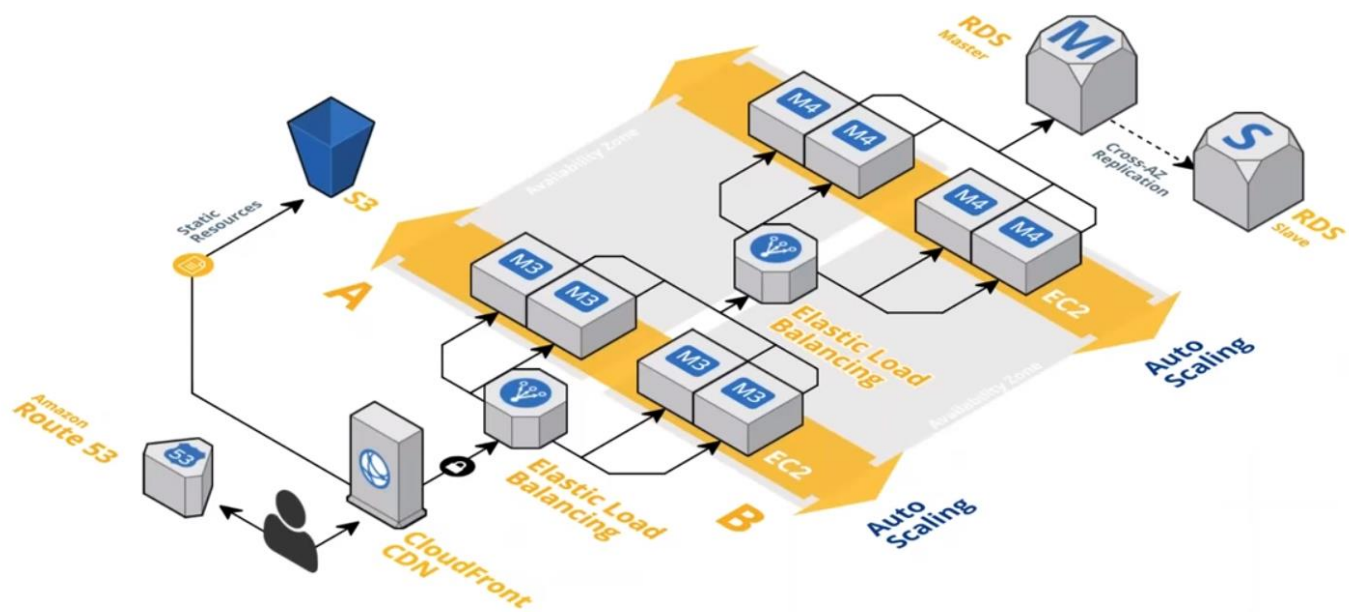 RDS
Master
M
Cross-AZ
Replication
S
RDS
Slave
S3
Static
Resources
Availability Zone
M4
M4
M4
M4
EC2
Auto
Scaling
Elastic Load
Balancing
A
M3
M3
M3
M3
EC2
Availability Zone
Auto
Scaling
B
Elastic Load
Balancing
Amazon
Route 53
53
CloudFront
CDN